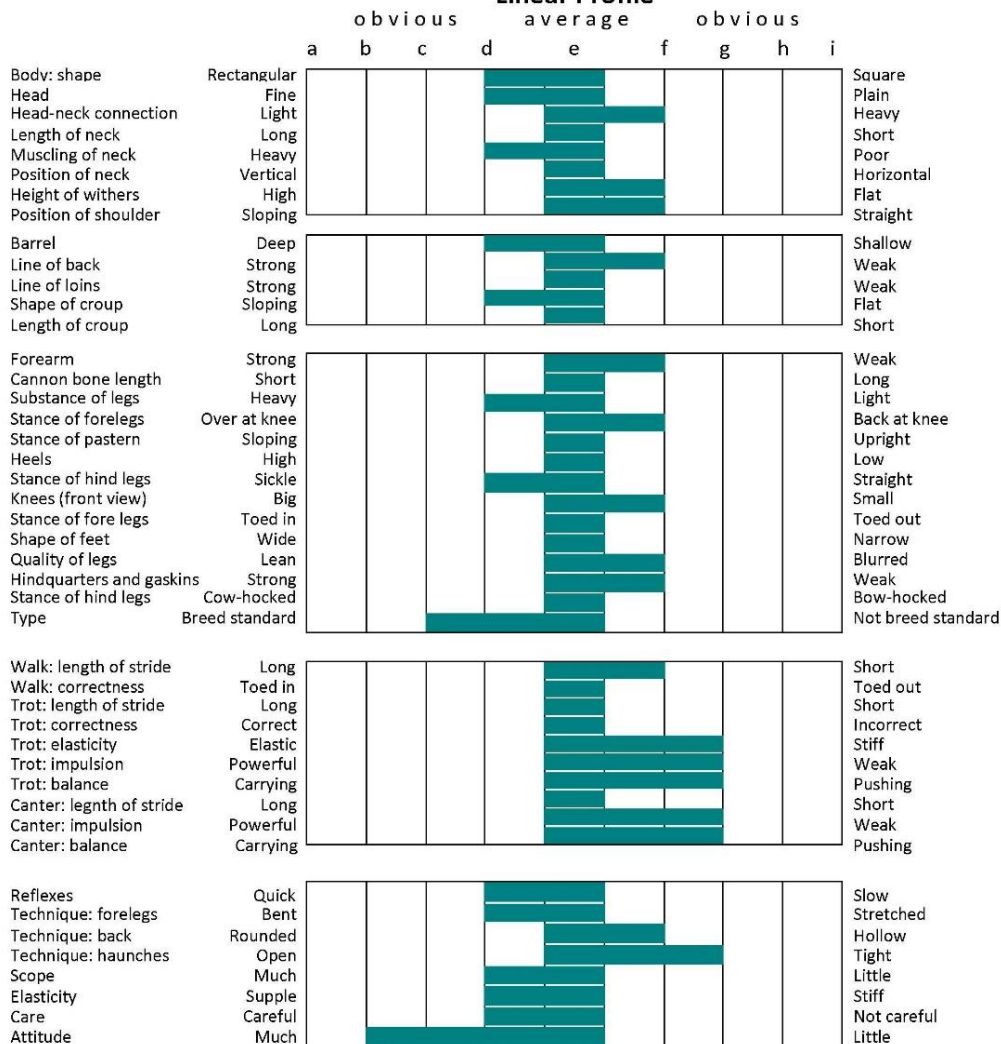 Linear Profile
obvious average obvious
a b c d e f g h i
Body: shape Rectangular Square
Head Fine Plain
Head-neck connection Light Heavy
Length of neck Long Short
Muscling of neck Heavy Poor
Position of neck Vertical Horizontal
Height of withers High Flat
Position of shoulder Sloping Straight
Barrel Deep Shallow
Line of back Strong Weak
Line of loins Strong Weak
Shape of croup Sloping Flat
Length of croup Long Short
Forearm Strong Weak
Cannon bone length Short Long
Substance of legs Heavy Light
Stance of forelegs Over at knee Back at knee
Stance of pastern Sloping Upright
Heels High Low
Stance of hind legs Sickle Straight
Knees (front view) Big Small
Stance of fore legs Toed in Toed out
Shape of feet Wide Narrow
Quality of legs Lean Blurred
Hindquarters and gaskins Strong Weak
Stance of hind legs Cow-hocked Bow-hocked
Type Breed standard Not breed standard
Walk: length of stride Long Short
Walk: correctness Toed in Toed out
Trot: length of stride Long Short
Trot: correctness Correct Incorrect
Trot: elasticity Elastic Stiff
Trot: impulsion Powerful Weak
Trot: balance Carrying Pushing
Canter: legnth of stride Long Short
Canter: impulsion Powerful Weak
Canter: balance Carrying Pushing
Reflexes Quick Slow
Technique: forelegs Bent Stretched
Technique: back Rounded Hollow
Technique: haunches Open Tight
Scope Much Little
Elasticity Supple Stiff
Care Careful Not careful
Attitude Much Little